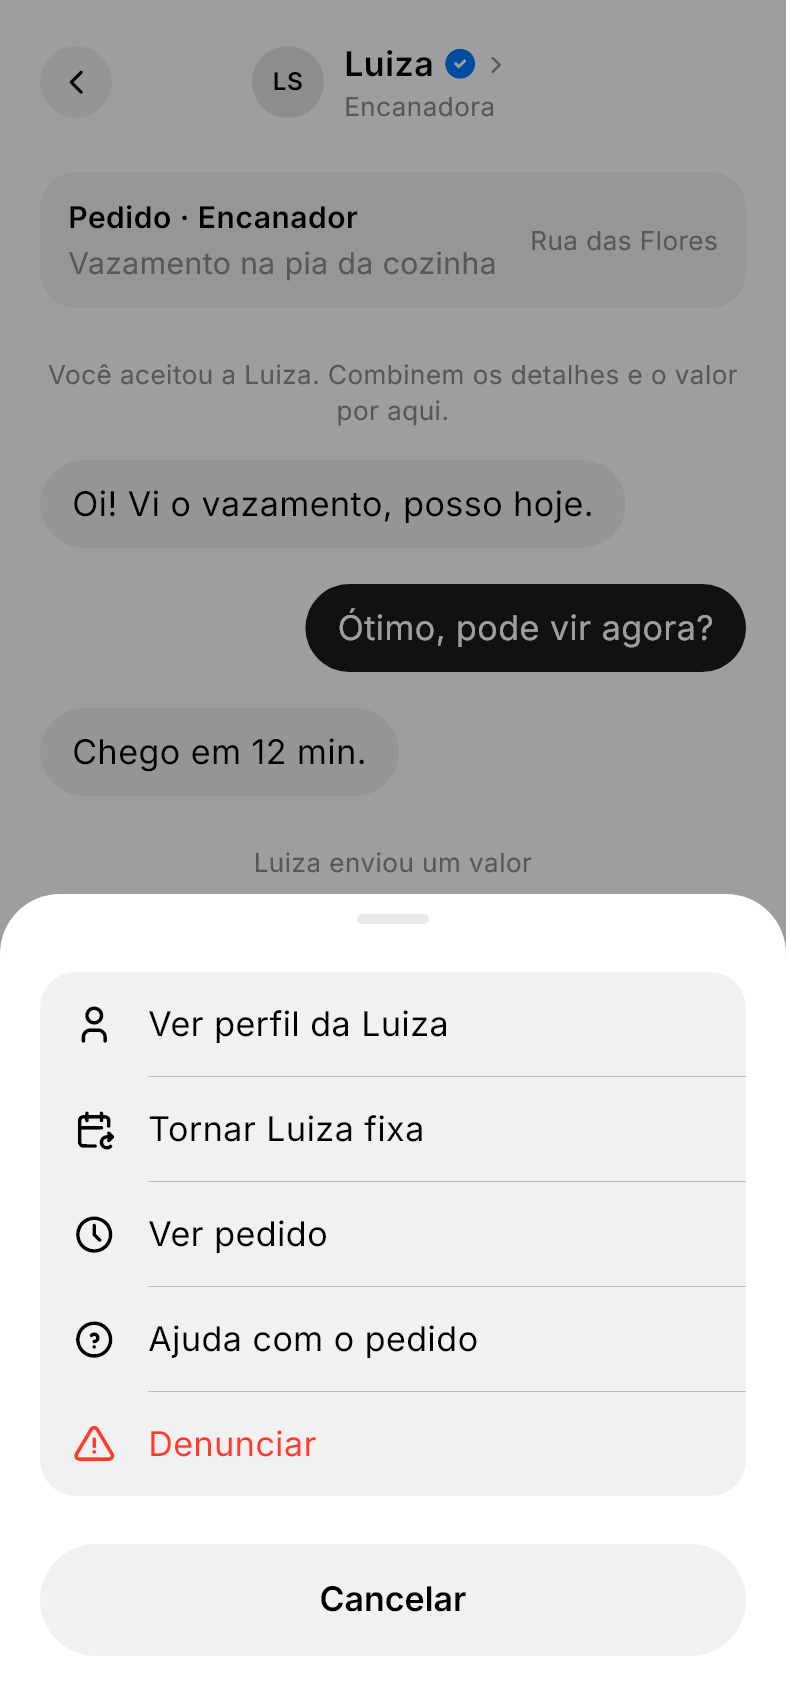 LS
Luiza
Encanadora
Pedido · Encanador
Vazamento na pia da cozinha
Rua das Flores
Você aceitou a Luiza. Combinem os detalhes e o valor
por aqui.
Oi! Vi o vazamento, posso hoje.
Ótimo, pode vir agora?
Chego em 12 min.
Luiza enviou um valor
Ver perfil da Luiza
Tornar Luiza fixa
Ver pedido
Ajuda com o pedido
Denunciar
Cancelar